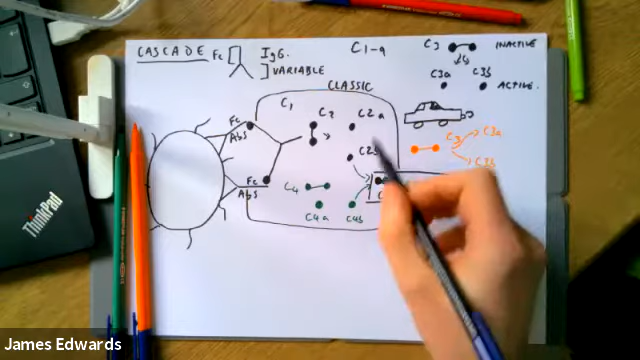 CASCADE
Fc
IgG.
VARIABLE
C1-9
C3
INACTIVE
C3a
C3b
ACTIVE.
CLASSIC
C1
C2
C2a
Fc
Abs
C3
C3a
C3b
C2b
Fc
Abs
C4
C4a
C4b
ThinkPad
James Edwards